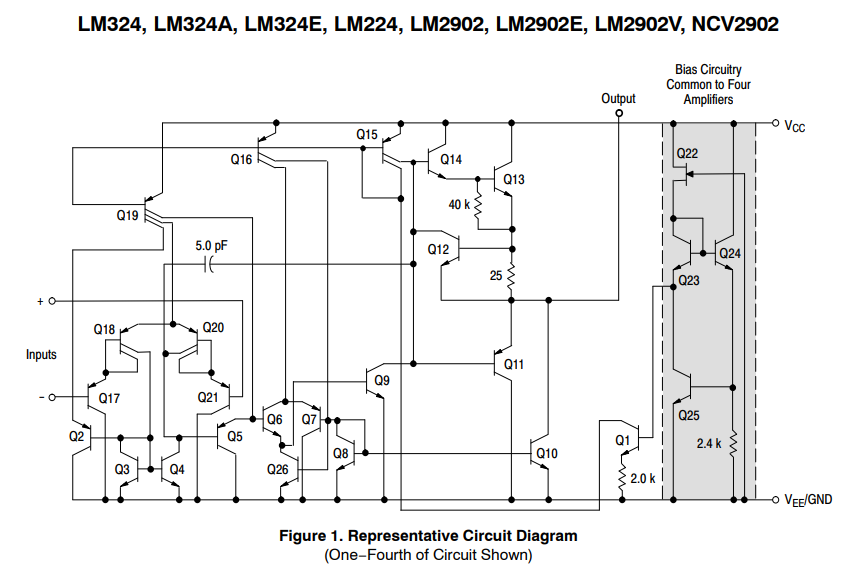 LM324, LM324A, LM324E, LM224, LM2902, LM2902E, LM2902V, NCV2902
Bias Circuitry
Common to Four
Amplifiers
Output
VCC
Q15
Q16
Q14
Q22
Q13
Q19
40 k
5.0 pF
Q12
Q24
25
Q23
+
Q18
Q20
Inputs
Q11
Q9
-
Q17
Q21
Q25
Q2
Q5
Q6
Q7
Q1
2.4 k
Q3
Q4
Q26
Q8
Q10
2.0 k
VEE/GND
Figure 1. Representative Circuit Diagram
(One−Fourth of Circuit Shown)